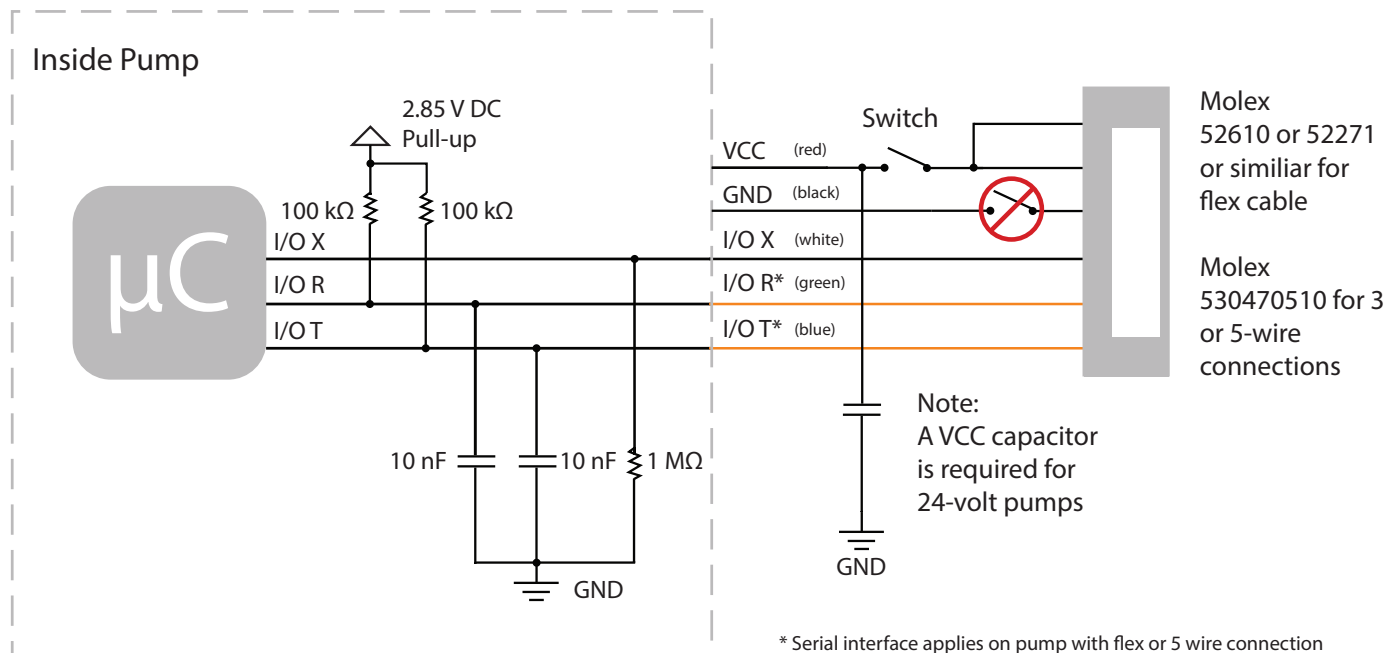 Inside Pump
2.85 V DC
Pull-up
100 kΩ
100 kΩ
µC
I/O X
I/O R
I/O T
10 nF
10 nF
1 MΩ
GND
VCC (red)
GND (black)
I/O X (white)
I/O R* (green)
I/O T* (blue)
Switch
Note:
A VCC capacitor
is required for
24-volt pumps
GND
Molex
52610 or 52271
or similiar for
flex cable
Molex
530470510 for 3
or 5-wire
connections
* Serial interface applies on pump with flex or 5 wire connection